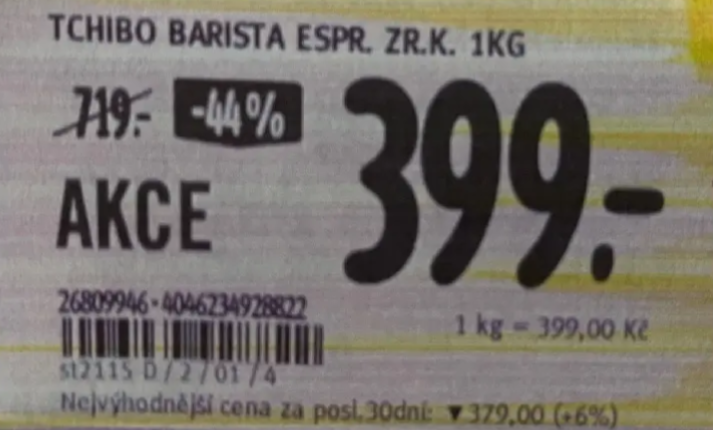 TCHIBO BARISTA ESPR. ZR.K. 1KG
719.- -44% 399.-
AKCE
26809946-4046234928822
1 kg = 399,00 Kč
st2115 D/2/01/4
Nejvýhodnější cena za posl.30dní: ▼379,00 (+6%)